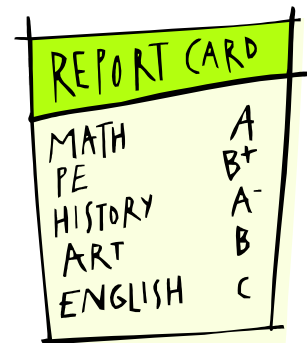 REPORT CARD
MATH A
PE B+
HISTORY A-
ART B
ENGLISH C